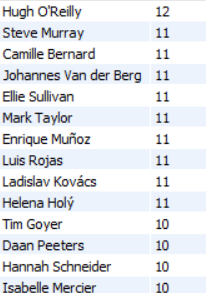 Hugh O'Reilly 12
Steve Murray 11
Camille Bernard 11
Johannes Van der Berg 11
Ellie Sullivan 11
Mark Taylor 11
Enrique Muñoz 11
Luis Rojas 11
Ladislav Kovács 11
Helena Holý 11
Tim Goyer 10
Daan Peeters 10
Hannah Schneider 10
Isabelle Mercier 10